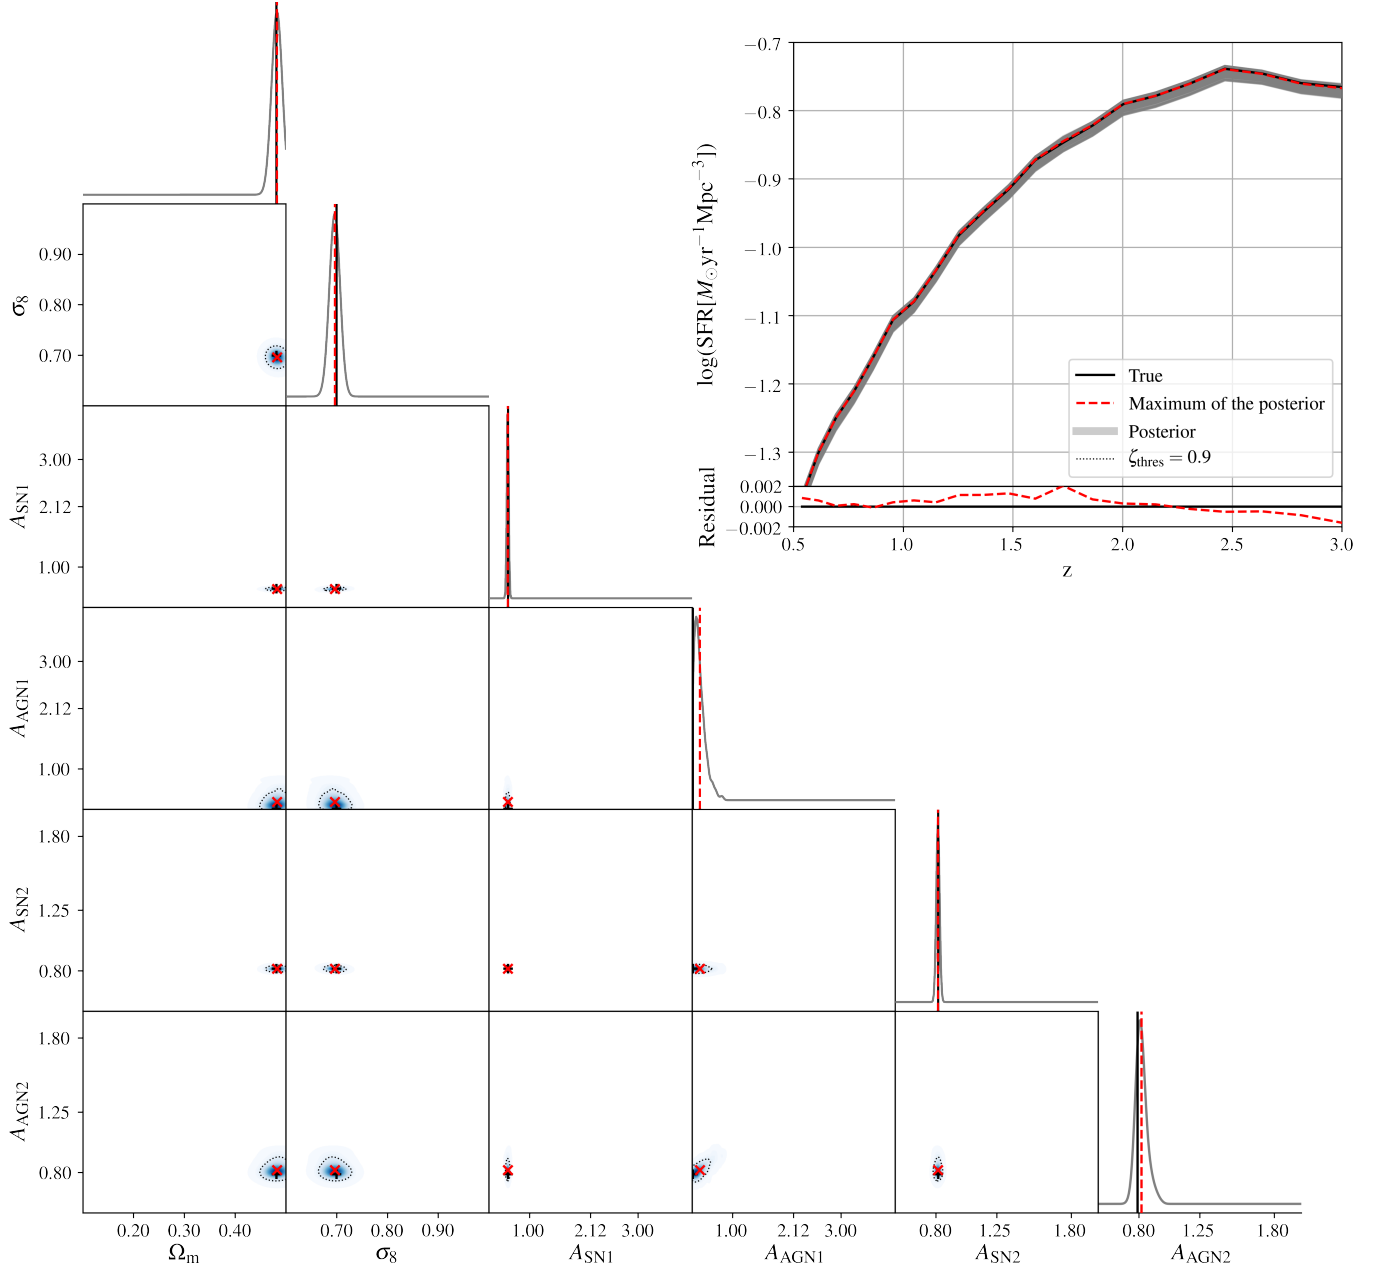 −0.7
−0.8
−0.9
−1.0
−1.1
−1.2
−1.3
log(SFR[M⊙yr−1Mpc−3])
True
Maximum of the posterior
Posterior
ζthres = 0.9
0.002
0.000
−0.002
Residual
0.5 1.0 1.5 2.0 2.5 3.0
z
0.90
0.80
0.70
σ8
3.00
2.12
1.00
ASN1
3.00
2.12
1.00
AAGN1
1.80
1.25
0.80
ASN2
1.80
1.25
0.80
AAGN2
0.20 0.30 0.40 0.70 0.80 0.90 1.00 2.12 3.00 1.00 2.12 3.00 0.80 1.25 1.80 0.80 1.25 1.80
Ωm σ8 ASN1 AAGN1 ASN2 AAGN2